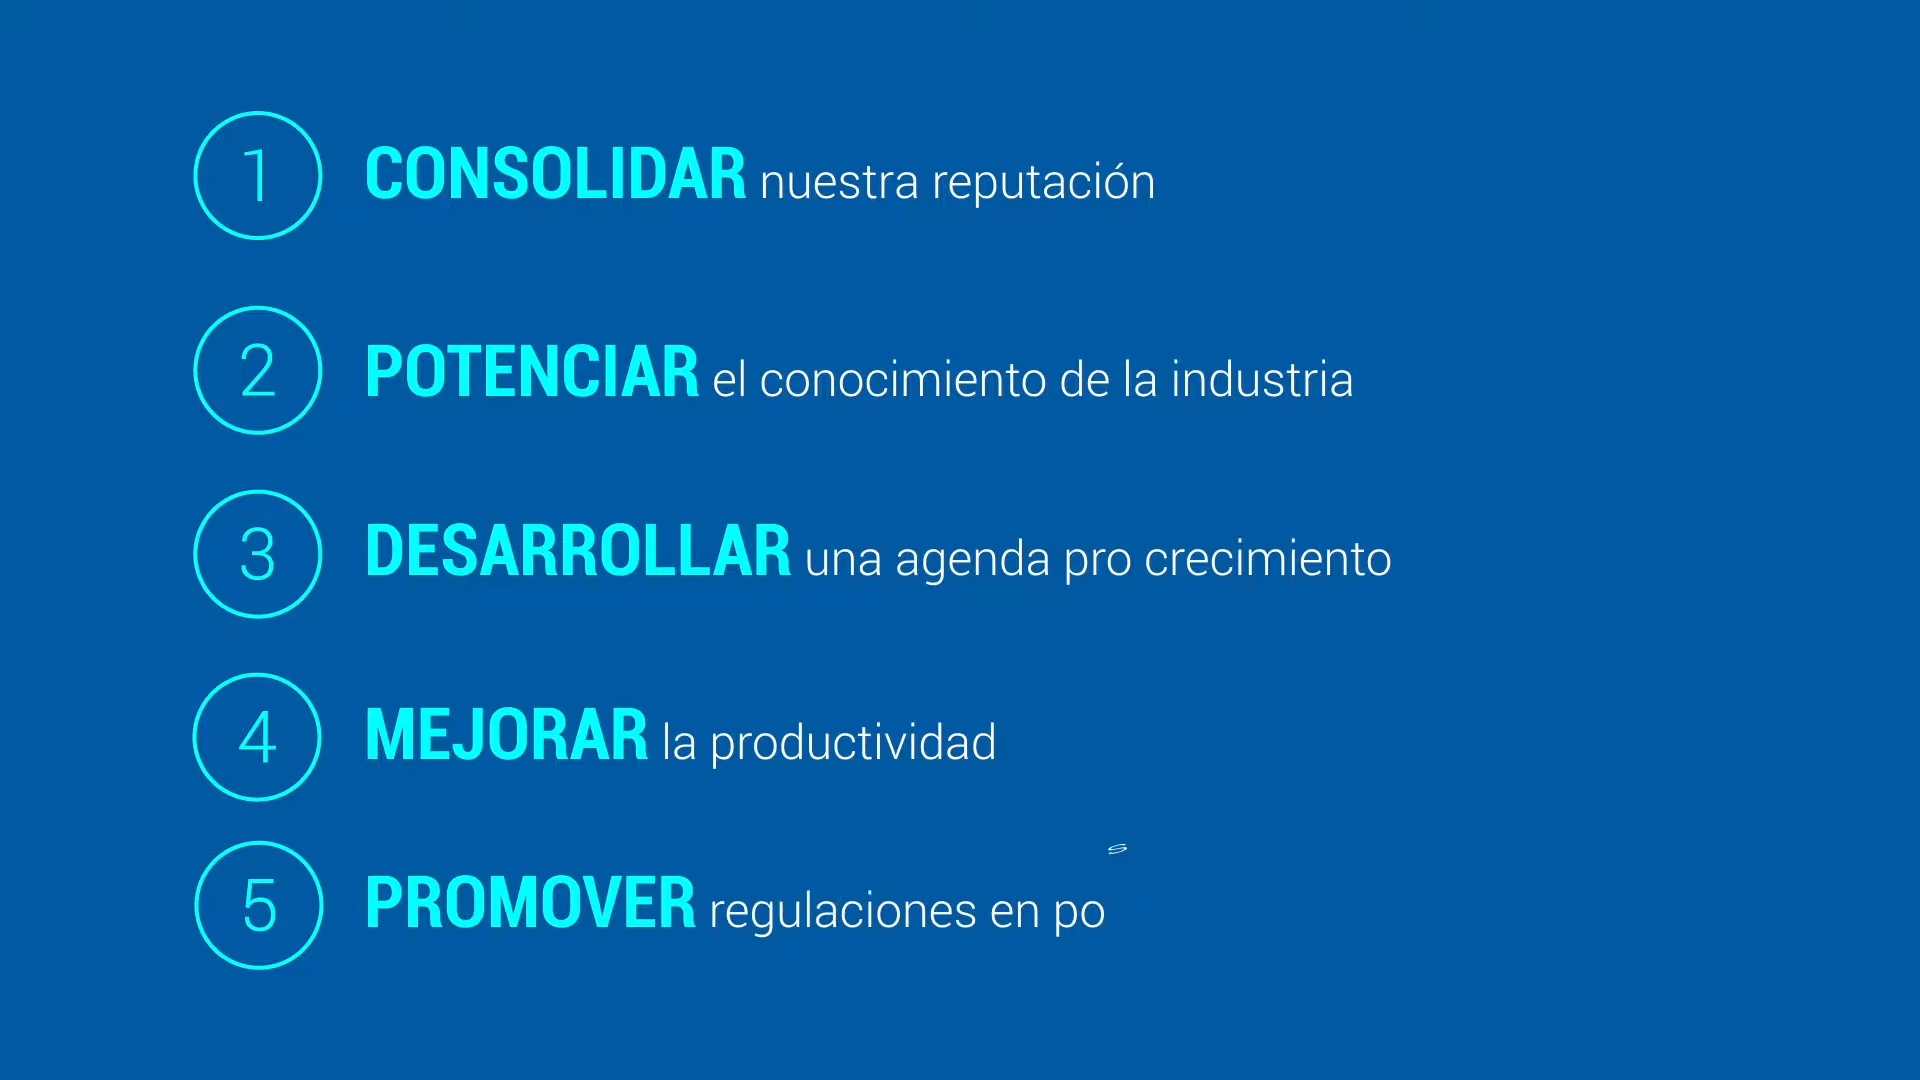 1 CONSOLIDAR nuestra reputación
2 POTENCIAR el conocimiento de la industria
3 DESARROLLAR una agenda pro crecimiento
4 MEJORAR la productividad
5 PROMOVER regulaciones en po